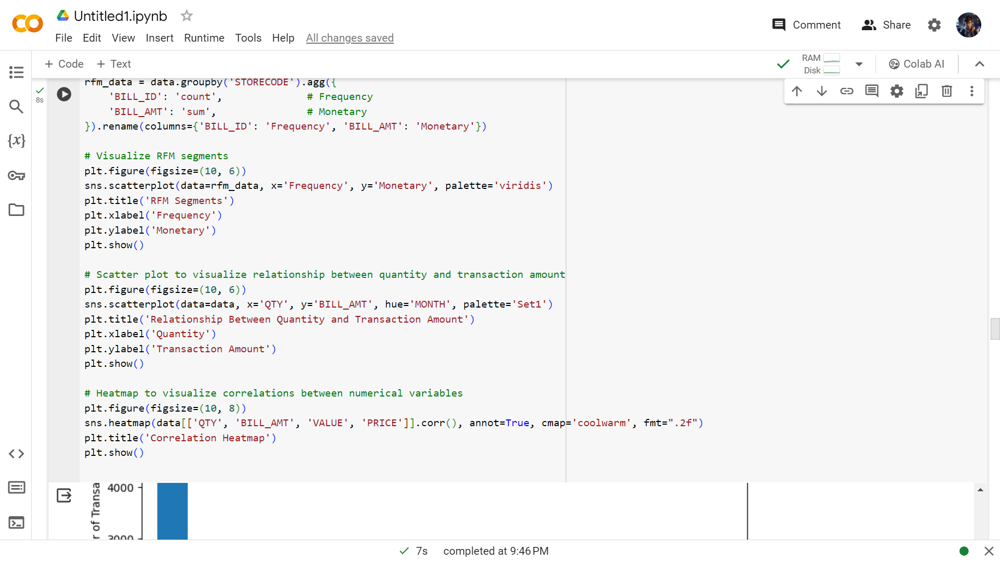 Untitled1.ipynb
File Edit View Insert Runtime Tools Help All changes saved
Comment Share
+ Code + Text
RAM
Disk
Colab AI
8s
rfm_data = data.groupby('STORECODE').agg({
    'BILL_ID': 'count',              # Frequency
    'BILL_AMT': 'sum',               # Monetary
}).rename(columns={'BILL_ID': 'Frequency', 'BILL_AMT': 'Monetary'})
# Visualize RFM segments
plt.figure(figsize=(10, 6))
sns.scatterplot(data=rfm_data, x='Frequency', y='Monetary', palette='viridis')
plt.title('RFM Segments')
plt.xlabel('Frequency')
plt.ylabel('Monetary')
plt.show()
# Scatter plot to visualize relationship between quantity and transaction amount
plt.figure(figsize=(10, 6))
sns.scatterplot(data=data, x='QTY', y='BILL_AMT', hue='MONTH', palette='Set1')
plt.title('Relationship Between Quantity and Transaction Amount')
plt.xlabel('Quantity')
plt.ylabel('Transaction Amount')
plt.show()
# Heatmap to visualize correlations between numerical variables
plt.figure(figsize=(10, 8))
sns.heatmap(data[['QTY', 'BILL_AMT', 'VALUE', 'PRICE']].corr(), annot=True, cmap='coolwarm', fmt=".2f")
plt.title('Correlation Heatmap')
plt.show()
4000
3000
r of Transa
7s completed at 9:46 PM